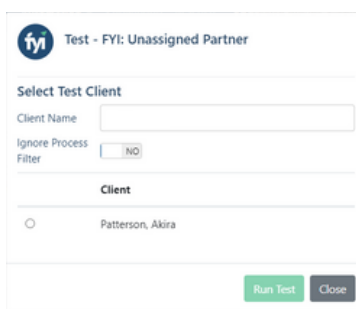 fyi
Test - FYI: Unassigned Partner
Select Test Client
Client Name
Ignore Process
Filter
NO
Client
Patterson, Akira
Run Test
Close